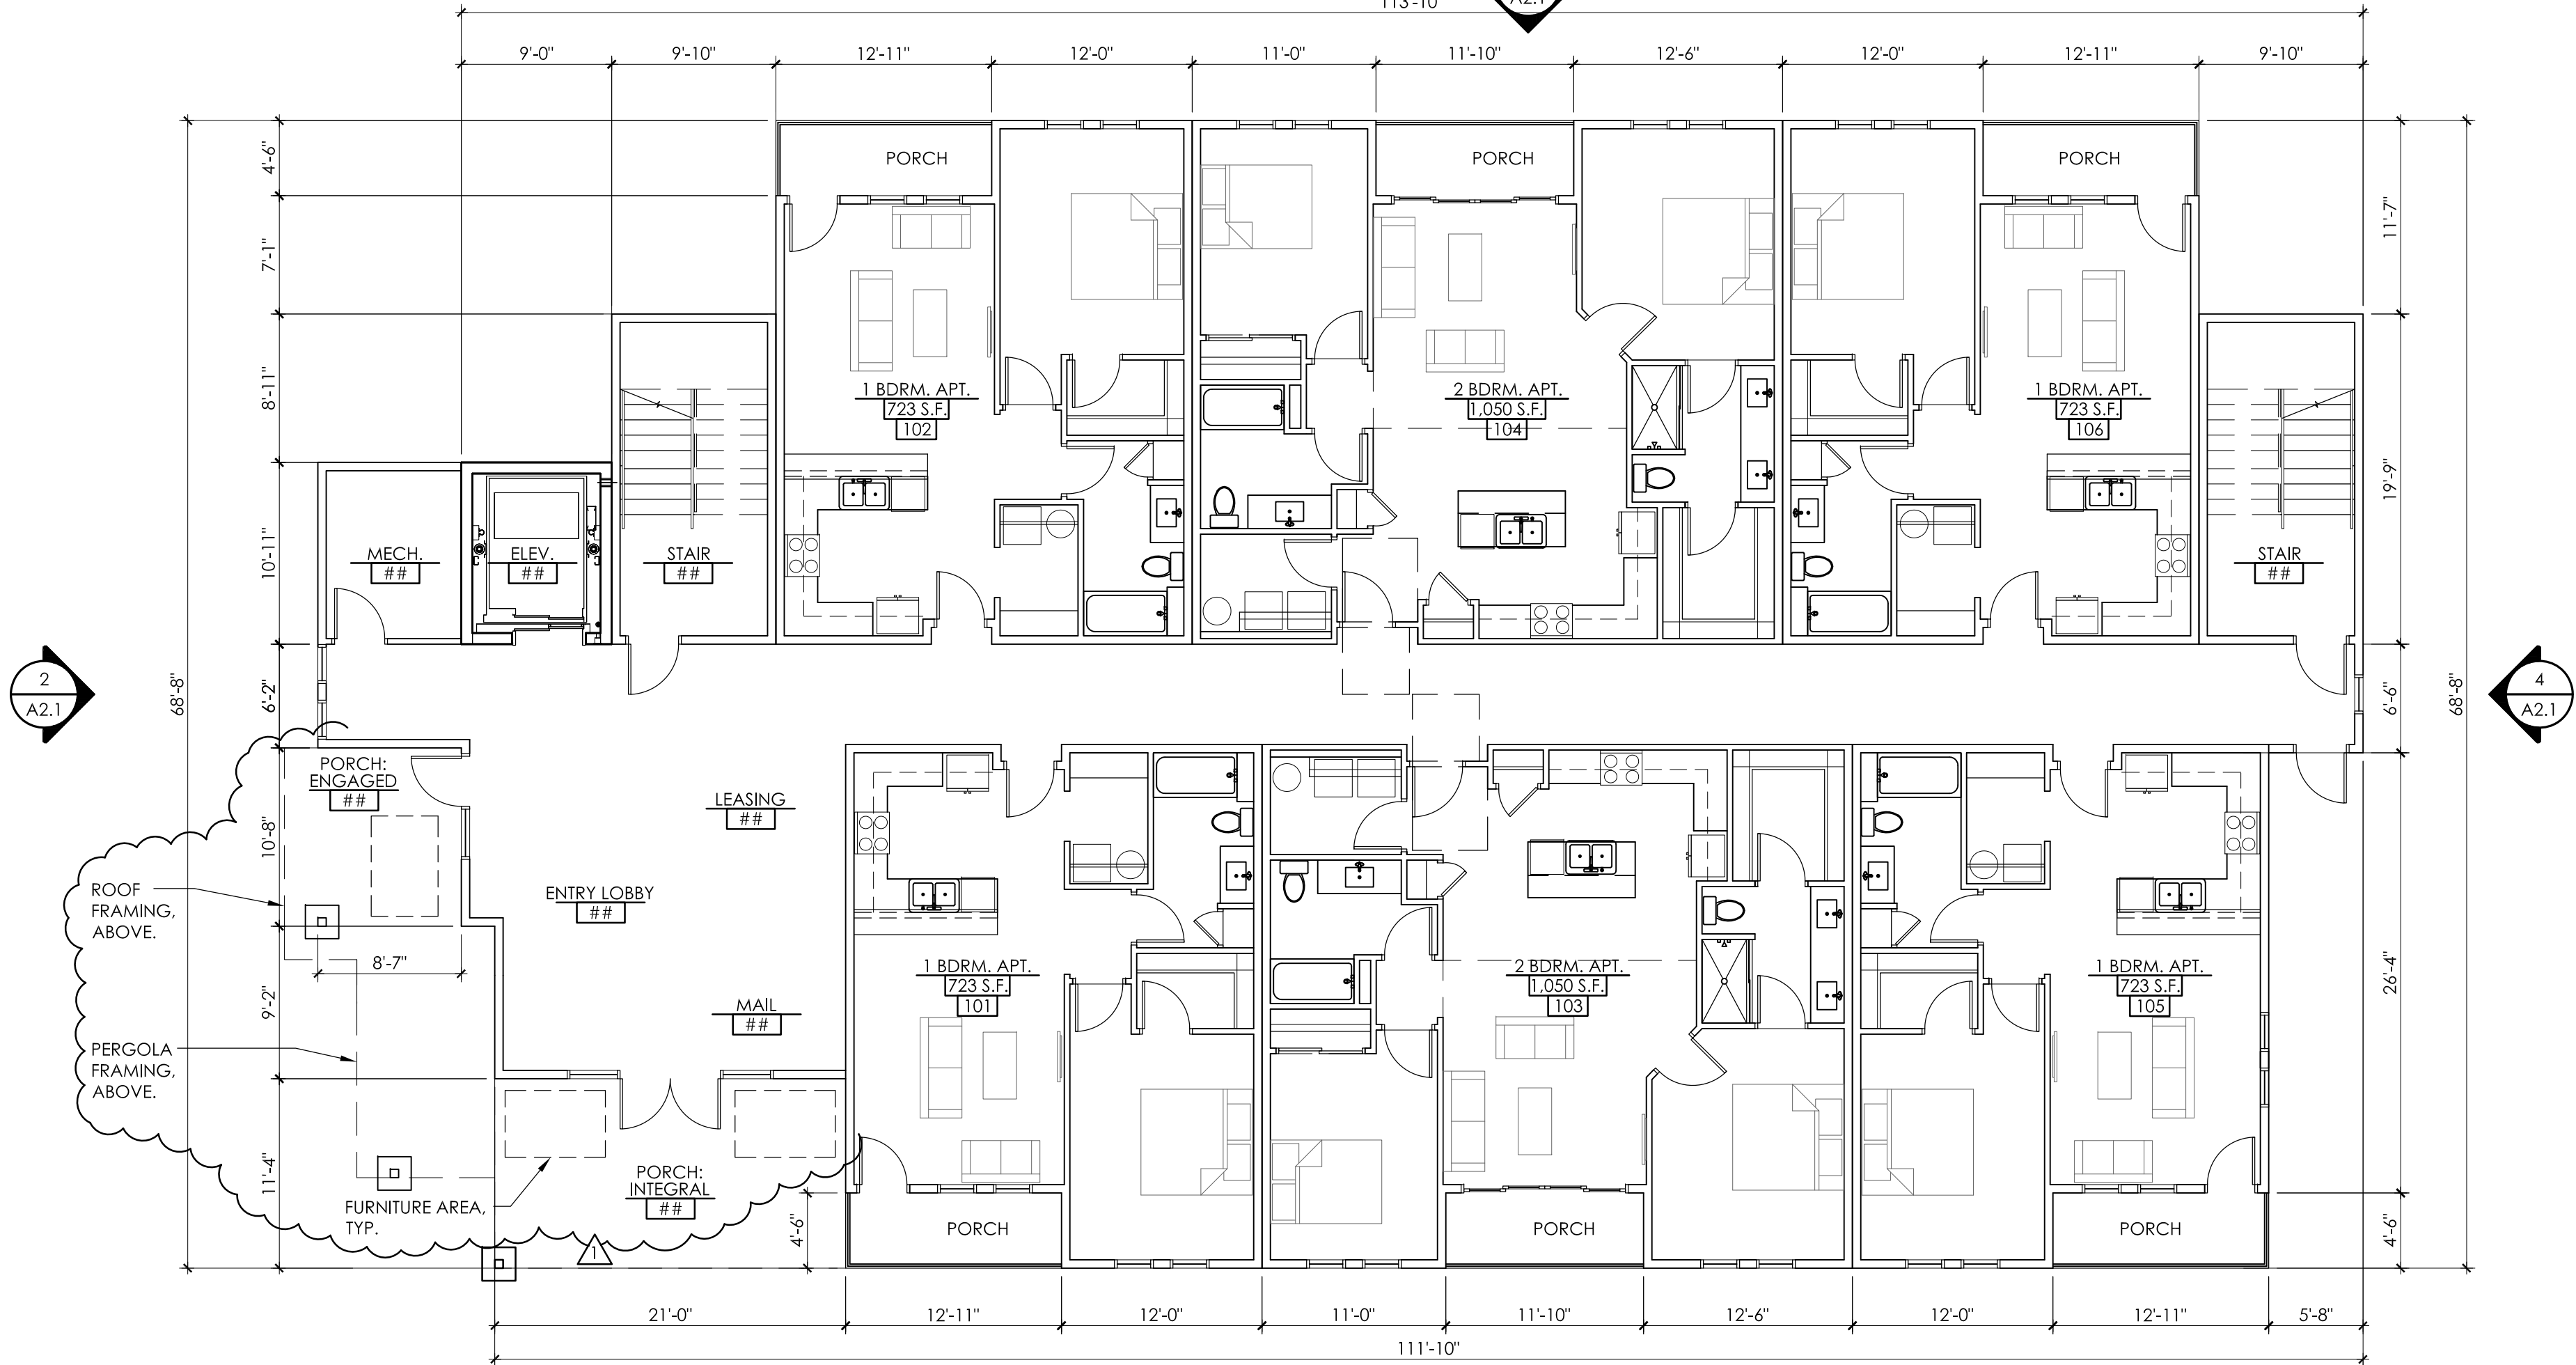 113'-10"
A2.1
9'-0" 9'-10" 12'-11" 12'-0" 11'-0" 11'-10" 12'-6" 12'-0" 12'-11" 9'-10"
4'-6"
7'-1"
8'-11"
10'-11"
6'-2"
10'-8"
9'-2"
11'-4"
68'-8"
PORCH
PORCH
PORCH
1 BDRM. APT.
723 S.F.
102
2 BDRM. APT.
1,050 S.F.
104
1 BDRM. APT.
723 S.F.
106
MECH.
##
ELEV.
##
STAIR
##
STAIR
##
11'-7"
19'-9"
6'-6"
26'-4"
4'-6"
68'-8"
2
A2.1
4
A2.1
PORCH:
ENGAGED
##
LEASING
##
ENTRY LOBBY
##
MAIL
##
ROOF
FRAMING,
ABOVE.
8'-7"
PERGOLA
FRAMING,
ABOVE.
1 BDRM. APT.
723 S.F.
101
2 BDRM. APT.
1,050 S.F.
103
1 BDRM. APT.
723 S.F.
105
PORCH:
INTEGRAL
##
FURNITURE AREA,
TYP.
1
4'-6"
PORCH
PORCH
PORCH
21'-0" 12'-11" 12'-0" 11'-0" 11'-10" 12'-6" 12'-0" 12'-11" 5'-8"
111'-10"